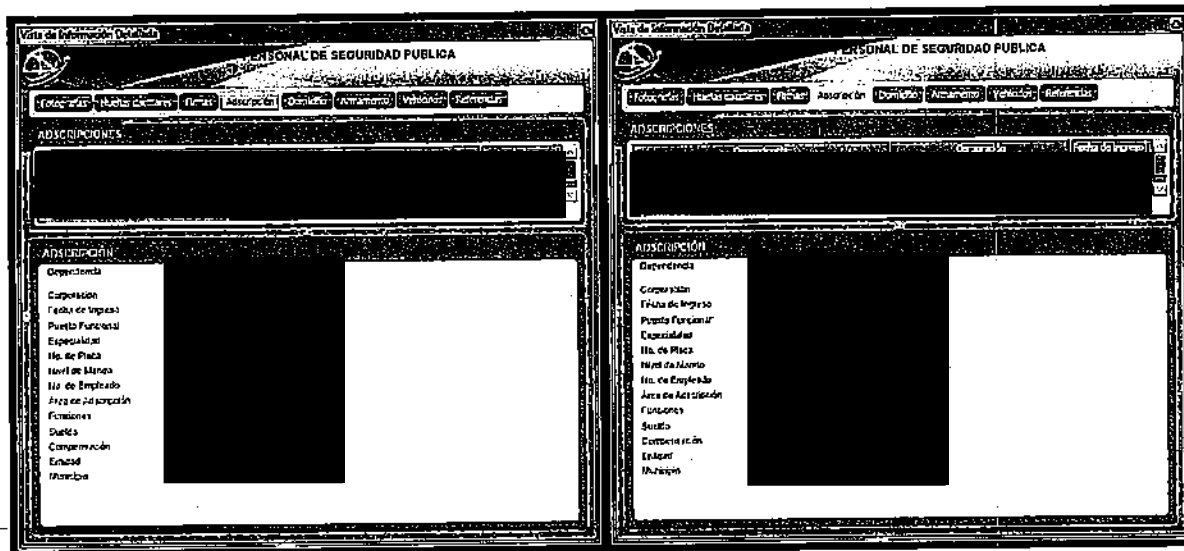 Vista de Información Detallada
PERSONAL DE SEGURIDAD PUBLICA
Fotografías Huellas dactilares Firmas Adscripción Domicilio Armamento Vehículos Referencias
ADSCRIPCIONES
ADSCRIPCIÓN
Dependencia
Corporación
Fecha de Ingreso
Puesto Funcional
Especialidad
No. de Placa
Nivel de Mando
No. de Empleado
Área de Adscripción
Funciones
Sueldo
Compensación
Entidad
Municipio
Vista de Información Detallada
PERSONAL DE SEGURIDAD PUBLICA
Fotografías Huellas dactilares Firmas Adscripción Domicilio Armamento Vehículos Referencias
ADSCRIPCIONES
Dependencia Corporación Fecha de Ingreso
ADSCRIPCIÓN
Dependencia
Corporación
Fecha de Ingreso
Puesto Funcional
Especialidad
No. de Placa
Nivel de Mando
No. de Empleado
Área de Adscripción
Funciones
Sueldo
Compensación
Entidad
Municipio